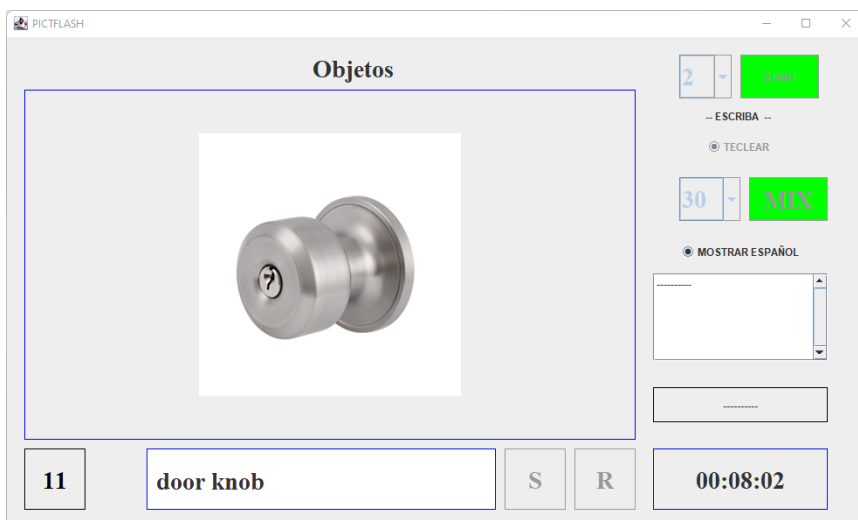 PICTFLASH
Objetos
2 START
-- ESCRIBA --
TECLEAR
30 MIX
MOSTRAR ESPAÑOL
----------
----------
11 door knob S R 00:08:02